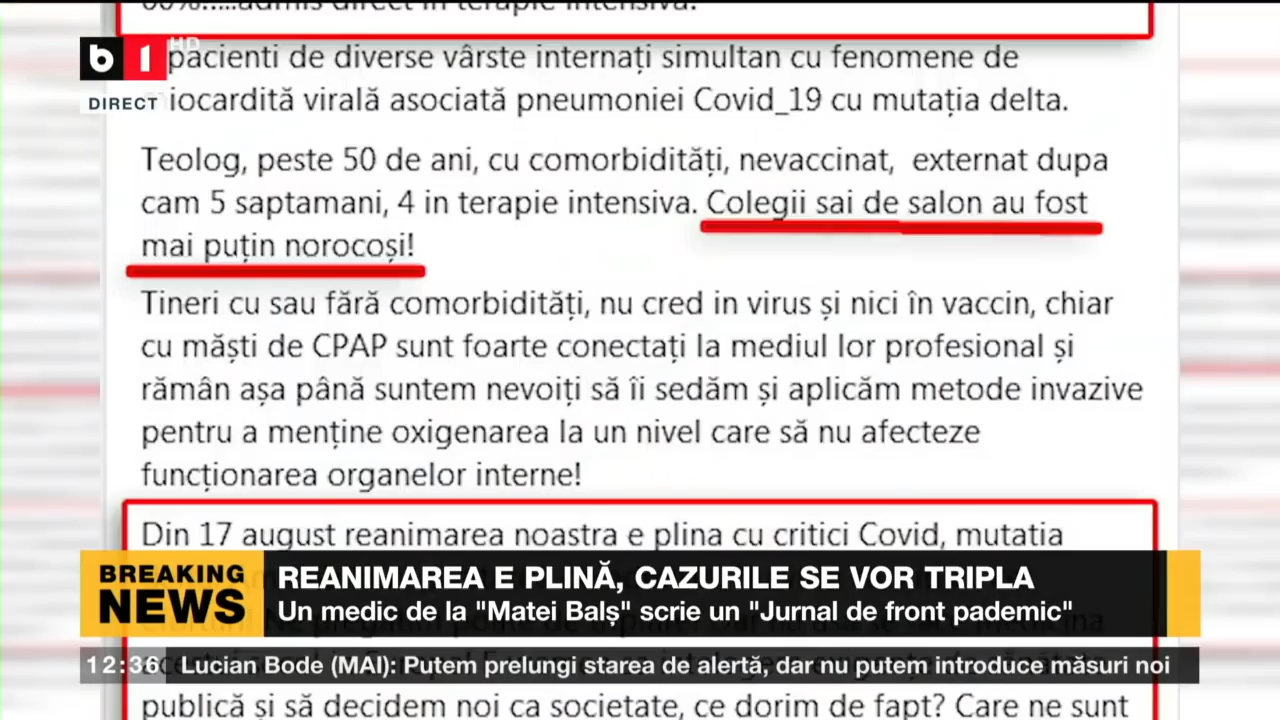 60%.....admis direct in terapie intensiva.
b1 HD
pacienti de diverse vârste internați simultan cu fenomene de
DIRECT
miocardită virală asociată pneumoniei Covid_19 cu mutația delta.
Teolog, peste 50 de ani, cu comorbidități, nevaccinat, externat dupa
cam 5 saptamani, 4 in terapie intensiva. Colegii sai de salon au fost
mai puțin norocoși!
Tineri cu sau fără comorbidități, nu cred in virus și nici în vaccin, chiar
cu măști de CPAP sunt foarte conectați la mediul lor profesional și
rămân așa până suntem nevoiți să îi sedăm și aplicăm metode invazive
pentru a menține oxigenarea la un nivel care să nu afecteze
funcționarea organelor interne!
Din 17 august reanimarea noastra e plina cu critici Covid, mutatia
BREAKING
NEWS
REANIMAREA E PLINĂ, CAZURILE SE VOR TRIPLA
Un medic de la "Matei Balș" scrie un "Jurnal de front pademic"
12:36 Lucian Bode (MAI): Putem prelungi starea de alertă, dar nu putem introduce măsuri noi
publică și să decidem noi ca societate, ce dorim de fapt? Care ne sunt